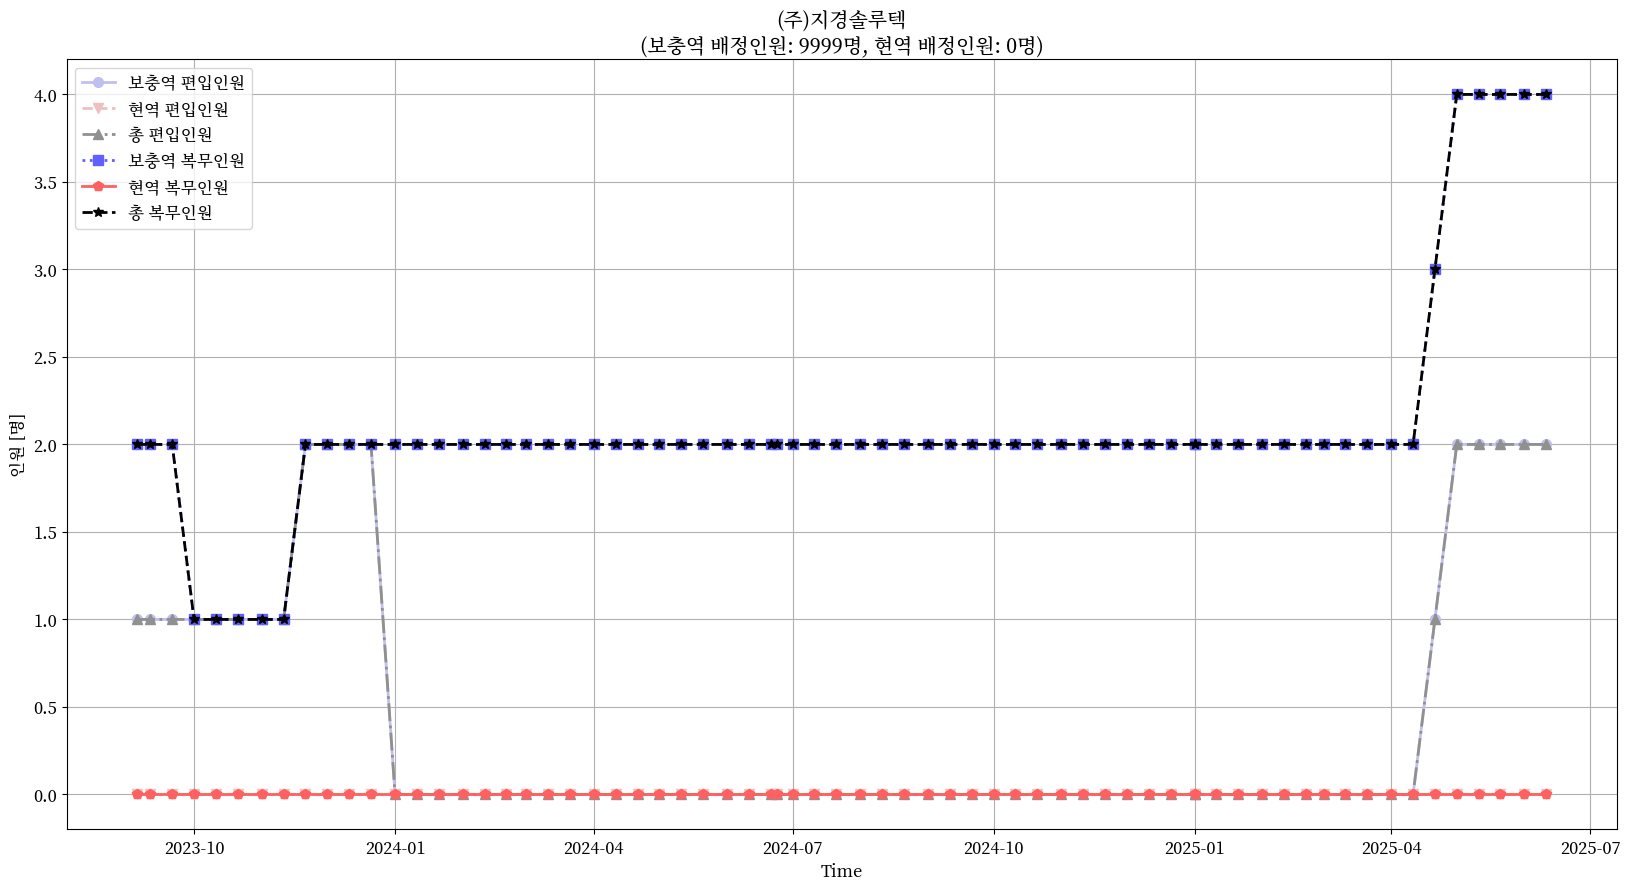 (주)지경솔루텍
(보충역 배정인원: 9999명, 현역 배정인원: 0명)
보충역 편입인원
현역 편입인원
총 편입인원
보충역 복무인원
현역 복무인원
총 복무인원
인원 [명]
4.0
3.5
3.0
2.5
2.0
1.5
1.0
0.5
0.0
2023-10
2024-01
2024-04
2024-07
2024-10
2025-01
2025-04
2025-07
Time